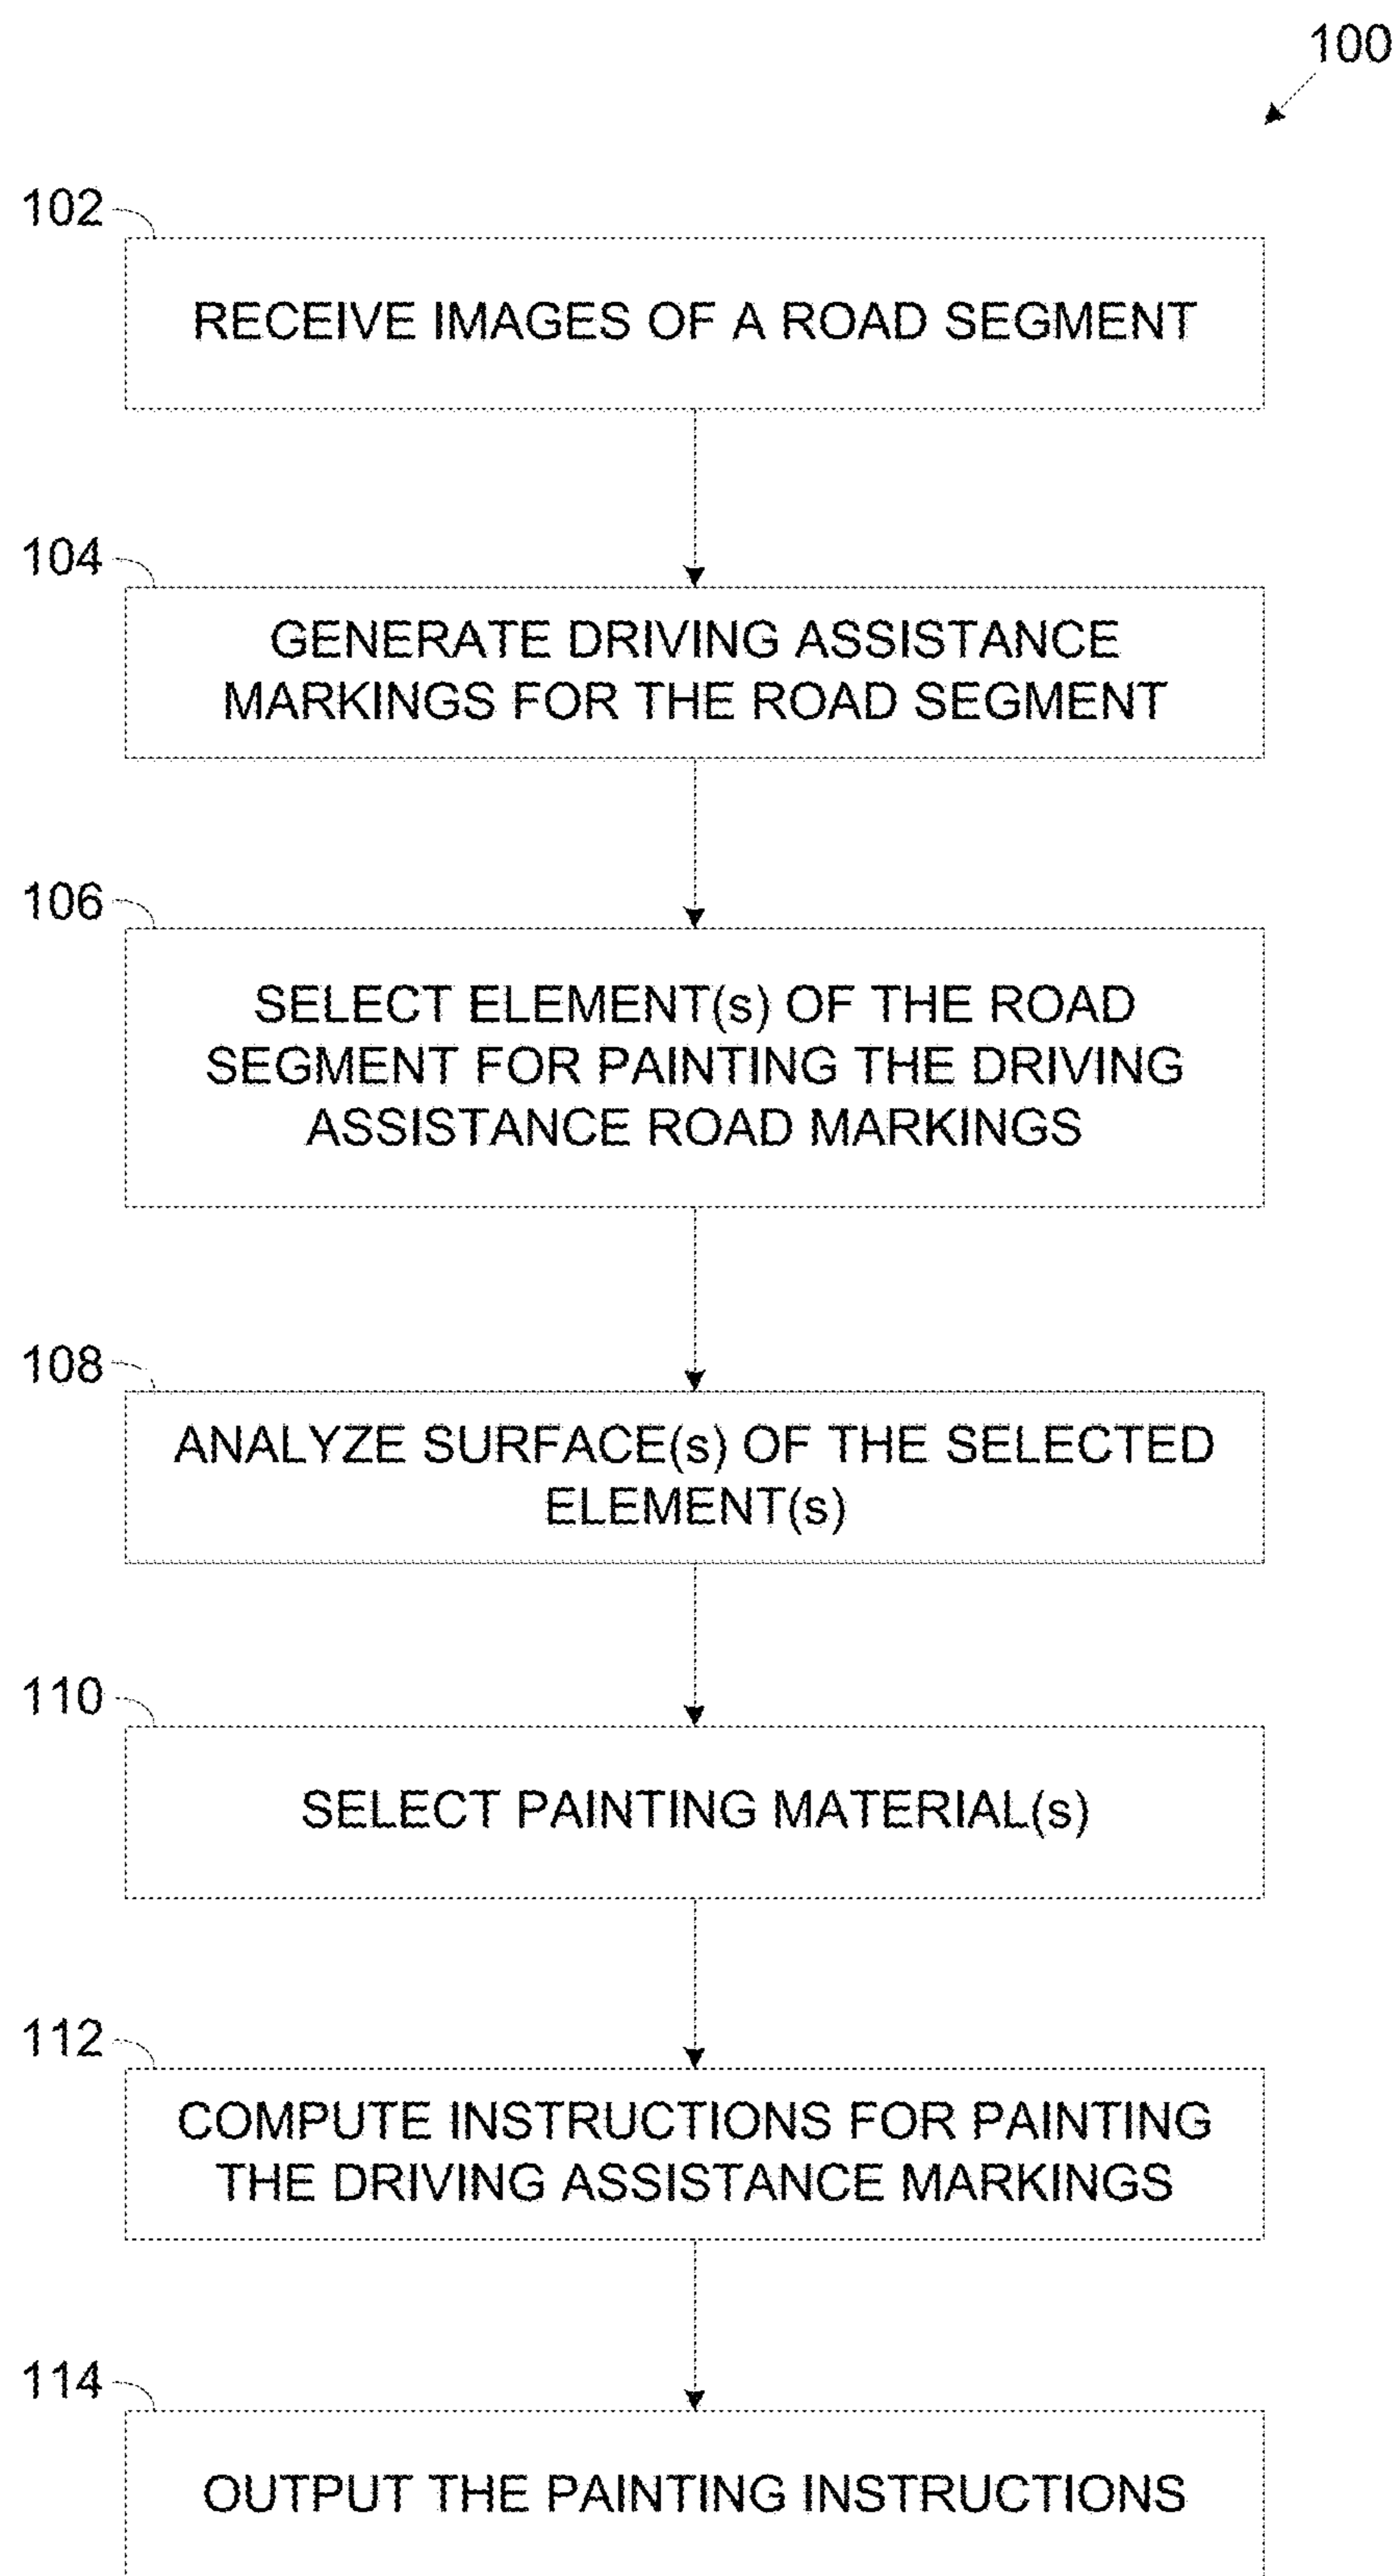 100
102
RECEIVE IMAGES OF A ROAD SEGMENT
104
GENERATE DRIVING ASSISTANCE
MARKINGS FOR THE ROAD SEGMENT
106
SELECT ELEMENT(s) OF THE ROAD
SEGMENT FOR PAINTING THE DRIVING
ASSISTANCE ROAD MARKINGS
108
ANALYZE SURFACE(s) OF THE SELECTED
ELEMENT(s)
110
SELECT PAINTING MATERIAL(s)
112
COMPUTE INSTRUCTIONS FOR PAINTING
THE DRIVING ASSISTANCE MARKINGS
114
OUTPUT THE PAINTING INSTRUCTIONS